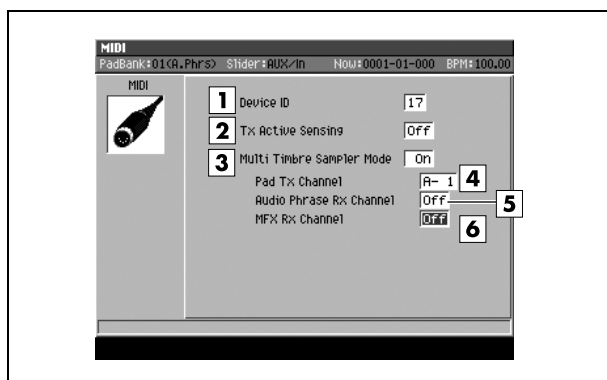 MIDI
PadBank:01(A.Phrs) Slider:AUX/In Now:0001-01-000 BPM:100.00
MIDI
1 Device ID 17
2 Tx Active Sensing Off
3 Multi Timbre Sampler Mode On
Pad Tx Channel A- 1 4
Audio Phrase Rx Channel Off 5
MFX Rx Channel Off 6